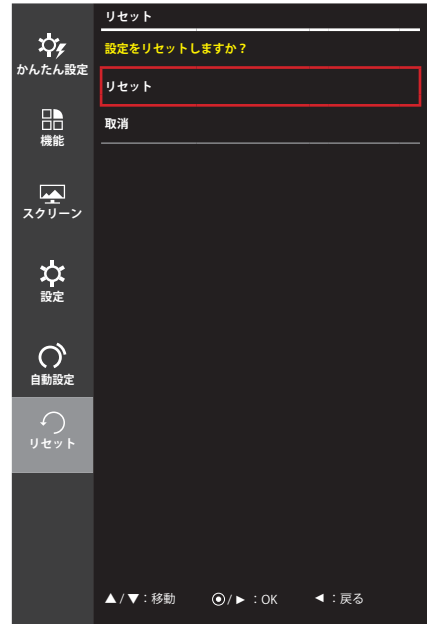 リセット
設定をリセットしますか？
リセット
取消
かんたん設定
機能
スクリーン
設定
自動設定
リセット
▲/▼：移動 ◉/► ：OK ◄ ：戻る